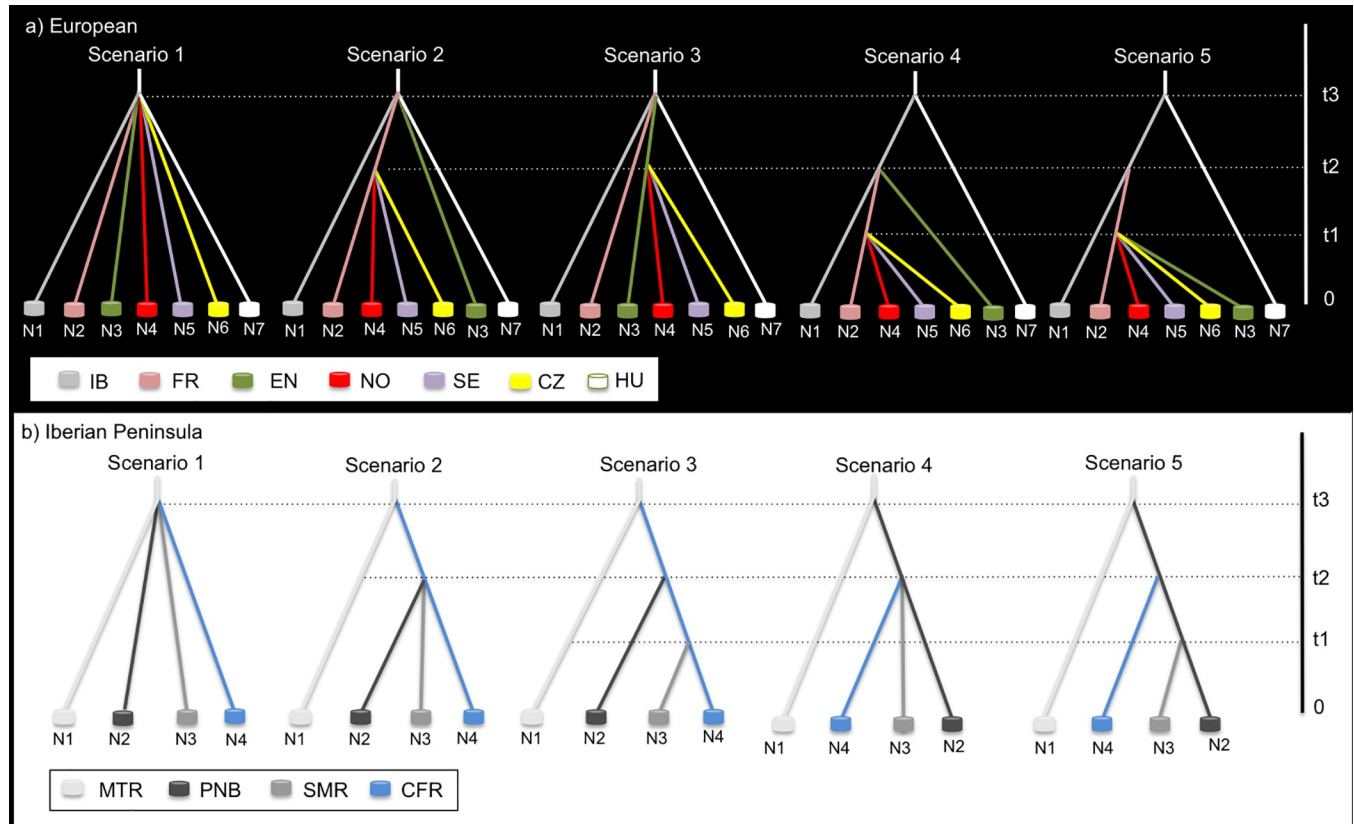 a) European
Scenario 1 Scenario 2 Scenario 3 Scenario 4 Scenario 5
t3
t2
t1
0
N1 N2 N3 N4 N5 N6 N7 N1 N2 N4 N5 N6 N3 N7 N1 N2 N3 N4 N5 N6 N7 N1 N2 N4 N5 N6 N3 N7 N1 N2 N4 N5 N6 N3 N7
IB FR EN NO SE CZ HU
b) Iberian Peninsula
Scenario 1 Scenario 2 Scenario 3 Scenario 4 Scenario 5
t3
t2
t1
0
N1 N2 N3 N4 N1 N2 N3 N4 N1 N2 N3 N4 N1 N4 N3 N2 N1 N4 N3 N2
MTR PNB SMR CFR